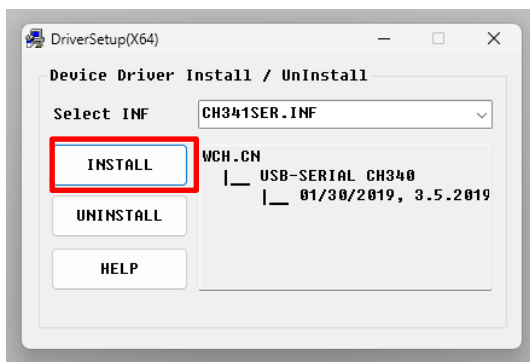 DriverSetup(X64)
Device Driver Install / UnInstall
Select INF
CH341SER.INF
INSTALL
UNINSTALL
HELP
WCH.CN
|__ USB-SERIAL CH340
|__ 01/30/2019, 3.5.2019